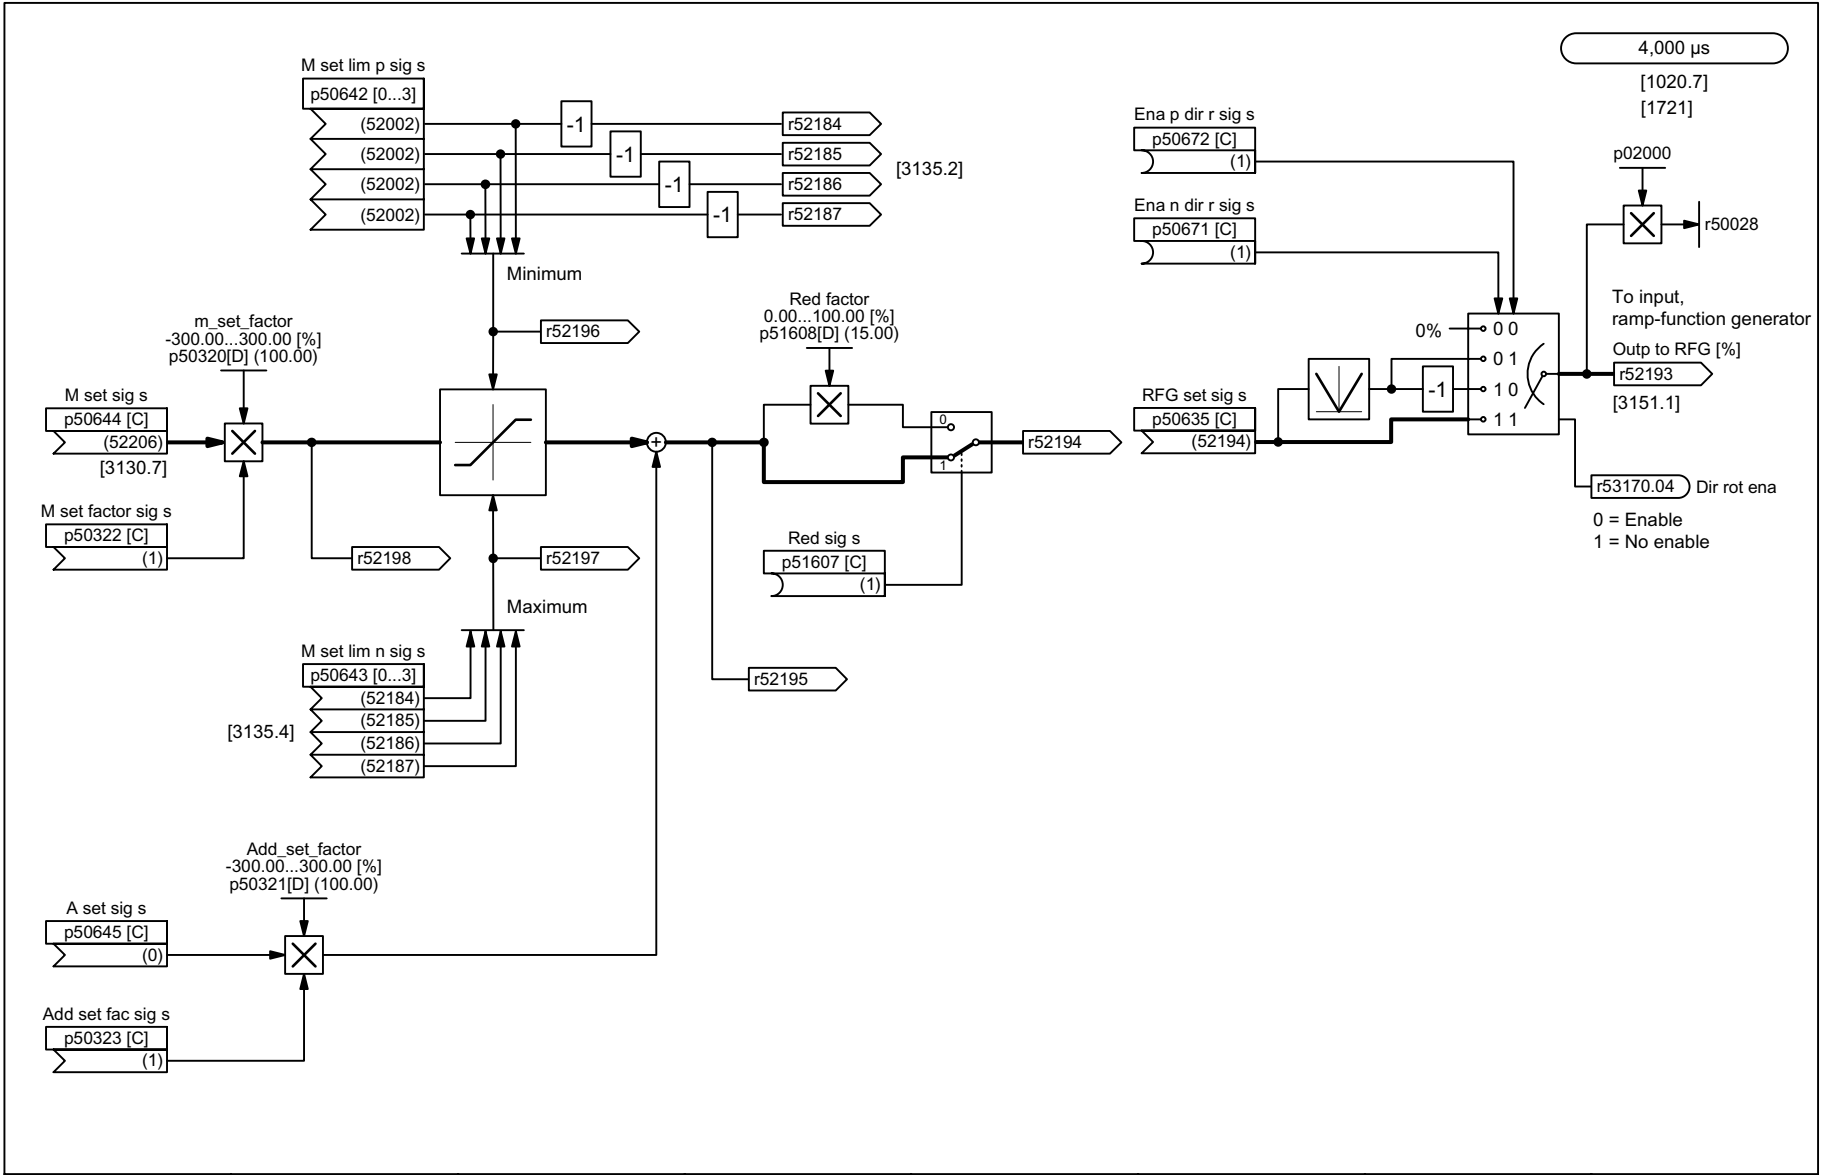 4,000 µs
[1020.7]
[1721]
M set lim p sig s
p50642 [0...3]
(52002)
(52002)
(52002)
(52002)
-1
-1
-1
-1
r52184
r52185
r52186
r52187
[3135.2]
Minimum
r52196
m_set_factor
-300.00...300.00 [%]
p50320[D] (100.00)
M set sig s
p50644 [C]
(52206)
[3130.7]
M set factor sig s
p50322 [C]
(1)
r52198
r52197
Maximum
M set lim n sig s
p50643 [0...3]
(52184)
(52185)
(52186)
(52187)
[3135.4]
+
Red factor
0.00...100.00 [%]
p51608[D] (15.00)
0
1
r52194
Red sig s
p51607 [C]
(1)
r52195
Add_set_factor
-300.00...300.00 [%]
p50321[D] (100.00)
A set sig s
p50645 [C]
(0)
Add set fac sig s
p50323 [C]
(1)
Ena p dir r sig s
p50672 [C]
(1)
Ena n dir r sig s
p50671 [C]
(1)
p02000
r50028
To input,
ramp-function generator
Outp to RFG [%]
r52193
[3151.1]
0%
0 0
0 1
1 0
1 1
-1
RFG set sig s
p50635 [C]
(52194)
r53170.04
Dir rot ena
0 = Enable
1 = No enable